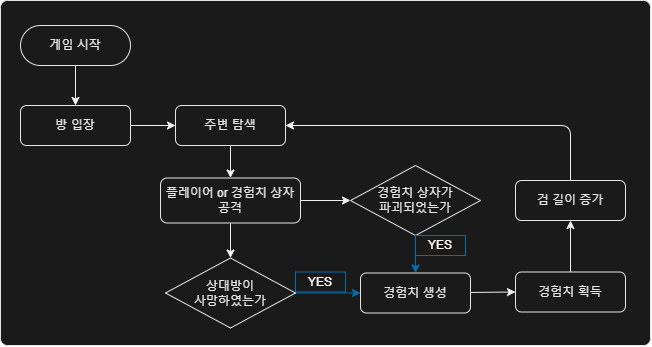 게임 시작
방 입장
주변 탐색
플레이어 or 경험치 상자
공격
경험치 상자가
파괴되었는가
검 길이 증가
YES
상대방이
사망하였는가
YES
경험치 생성
경험치 획득